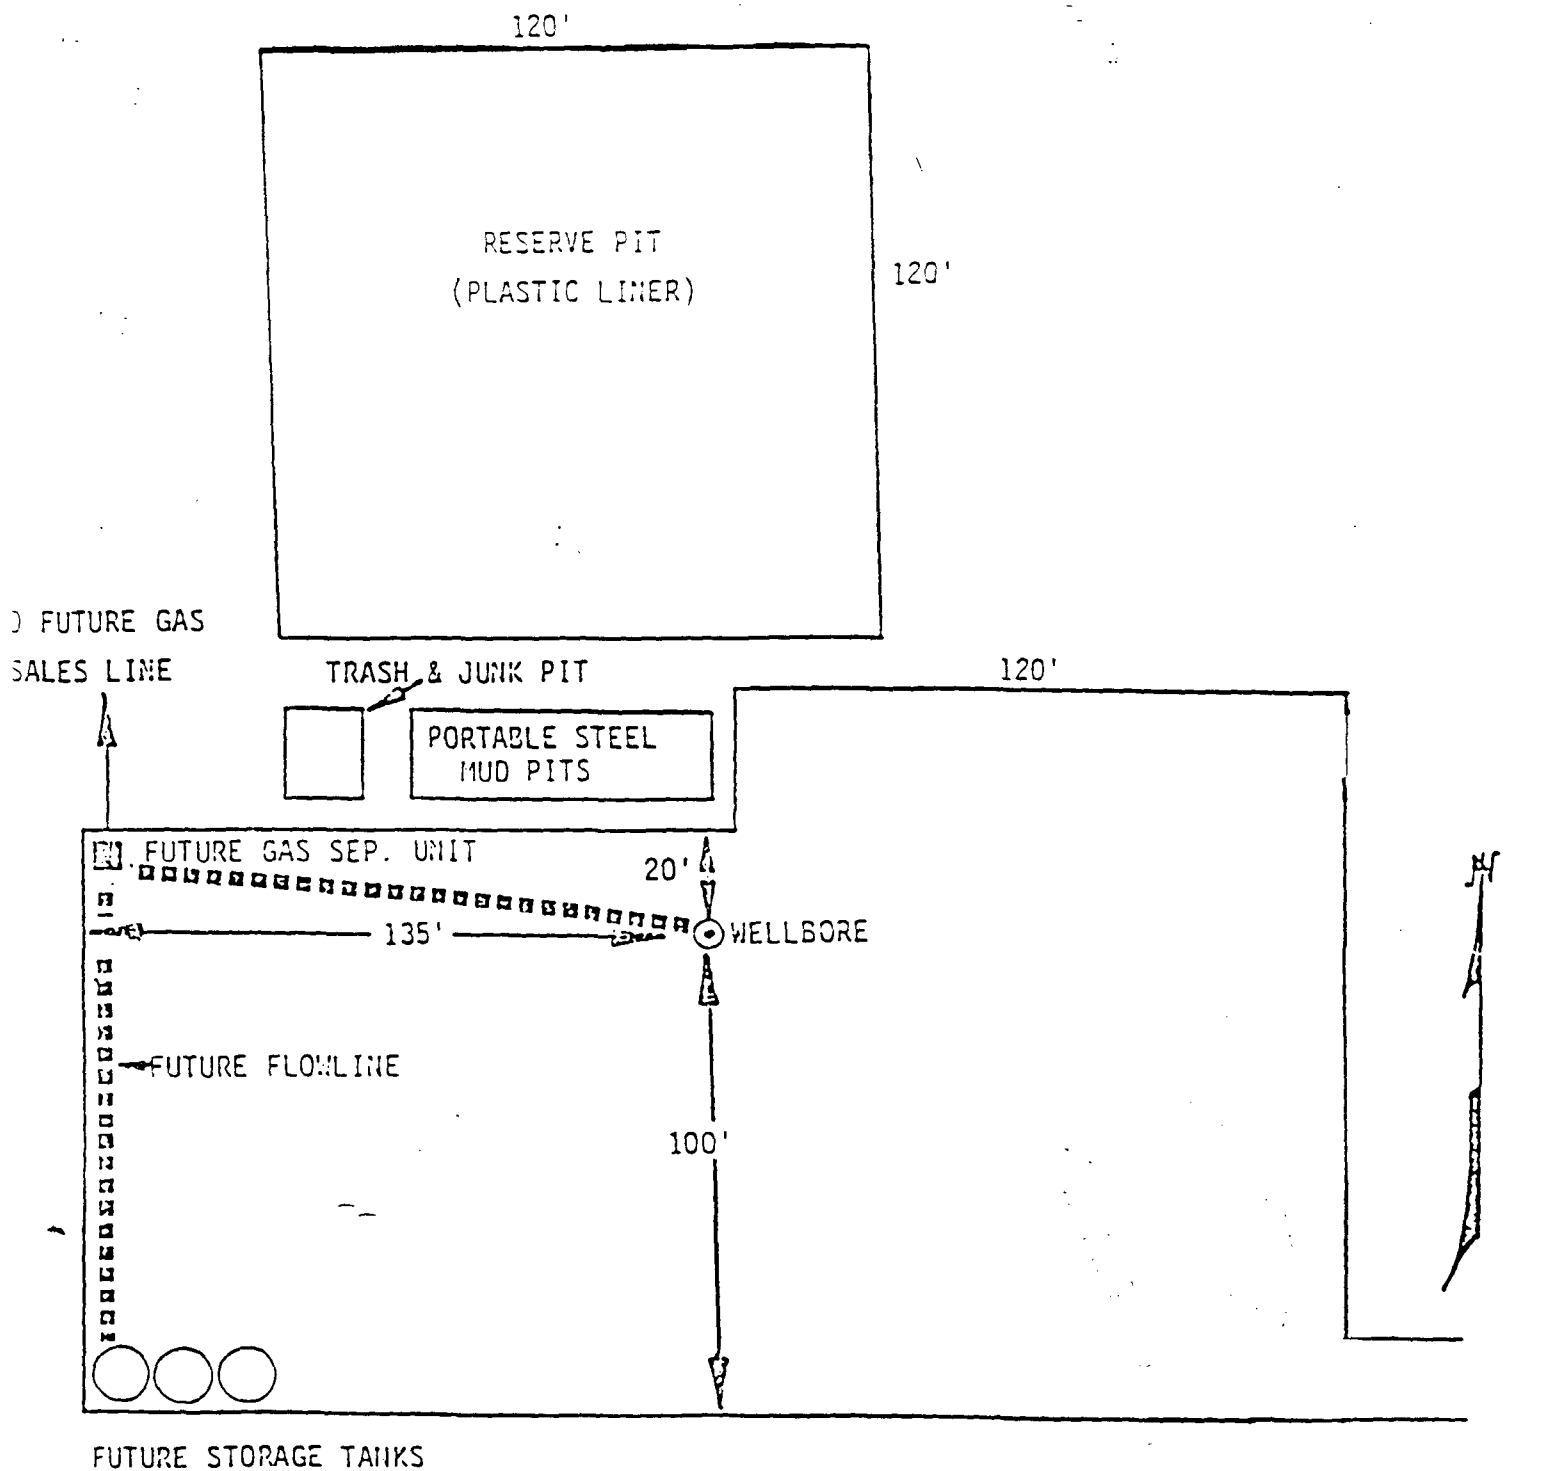 120'
RESERVE PIT
(PLASTIC LINER)
120'
FUTURE GAS
SALES LINE
TRASH & JUNK PIT
120'
PORTABLE STEEL
MUD PITS
FUTURE GAS SEP. UNIT
20'
135'
WELLBORE
N
FUTURE FLOWLINE
100'
FUTURE STORAGE TANKS